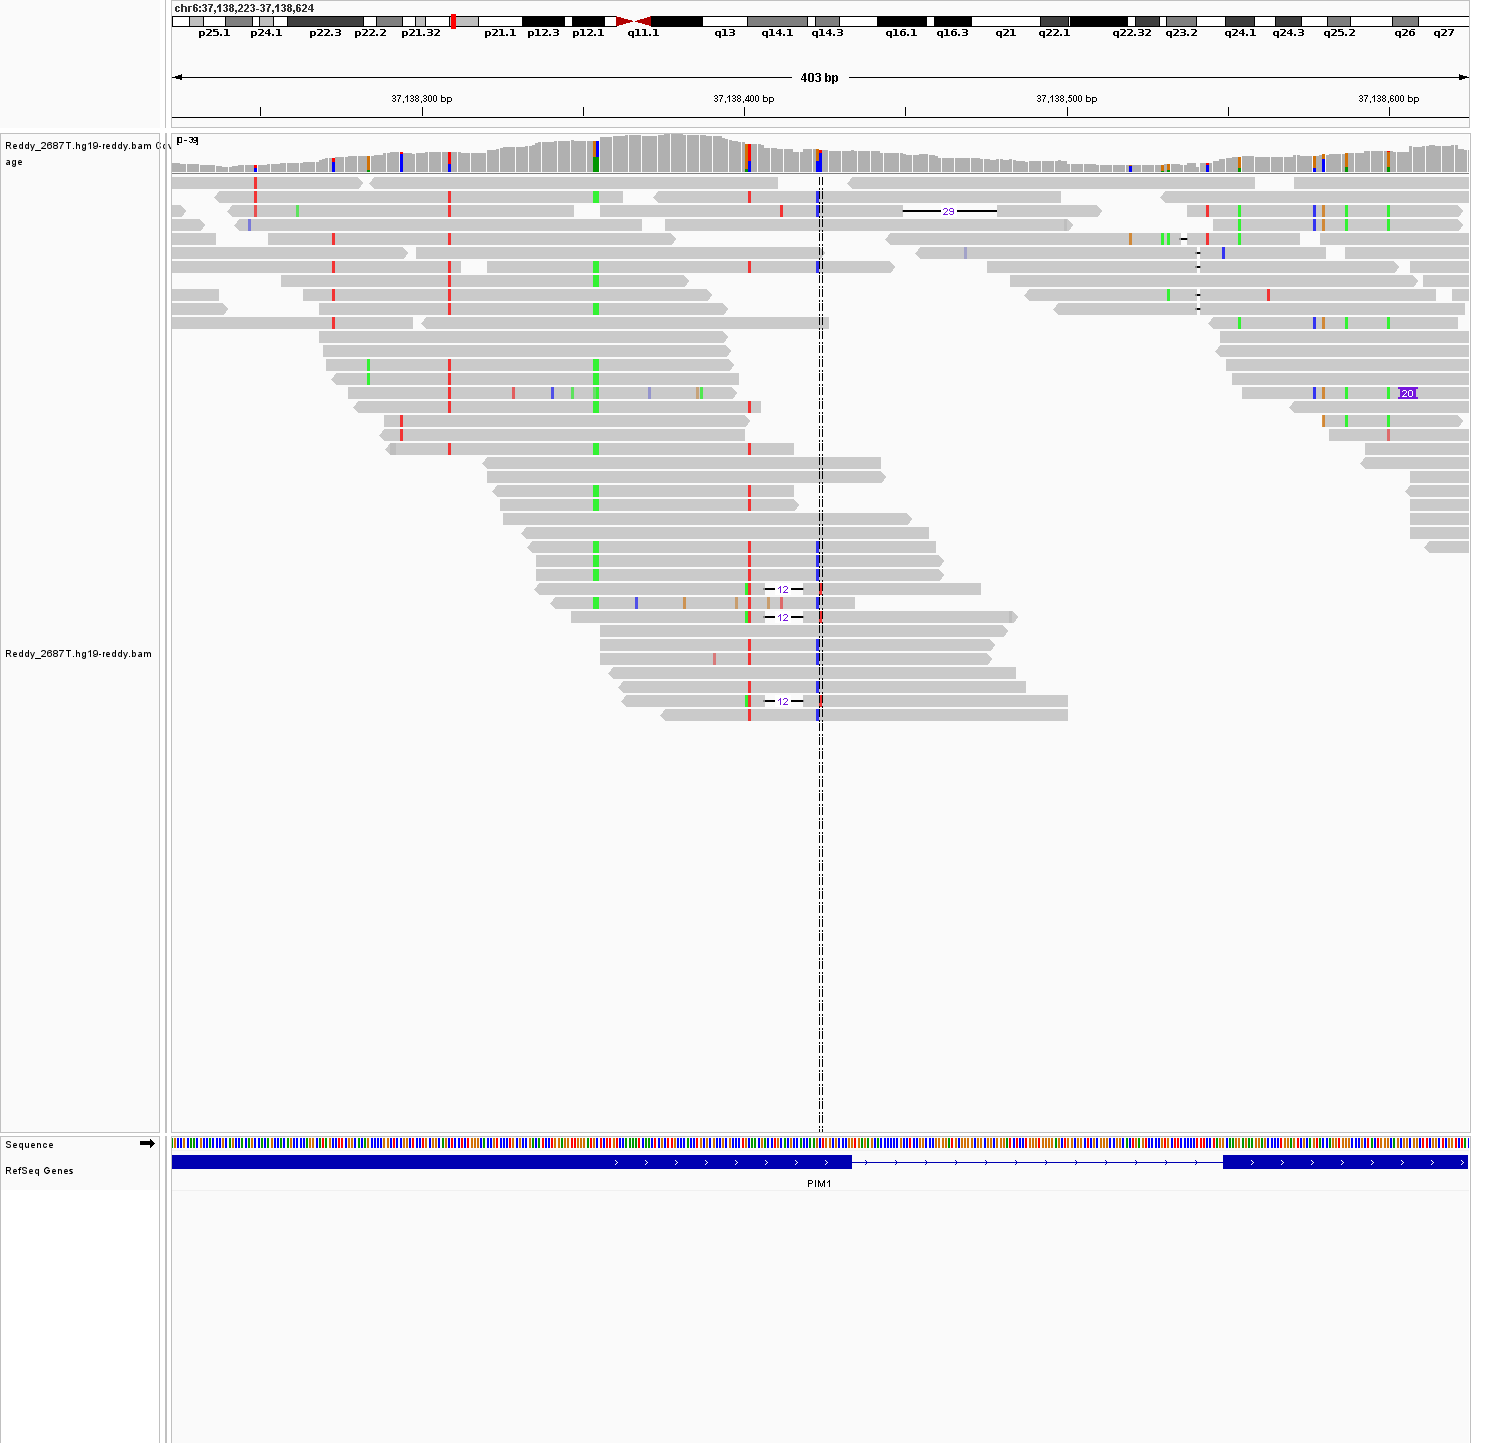 chr6:37,138,223-37,138,624
p25.1 p24.1 p22.3 p22.2 p21.32 p21.1 p12.3 p12.1 q11.1 q13 q14.1 q14.3 q16.1 q16.3 q21 q22.1 q22.32 q23.2 q24.1 q24.3 q25.2 q26 q27
403 bp
37,138,300 bp 37,138,400 bp 37,138,500 bp 37,138,600 bp
Reddy_2687T.hg19-reddy.bam Cov
age
[0-39]
29
20
12
12
Reddy_2687T.hg19-reddy.bam
12
Sequence
RefSeq Genes
PIM1